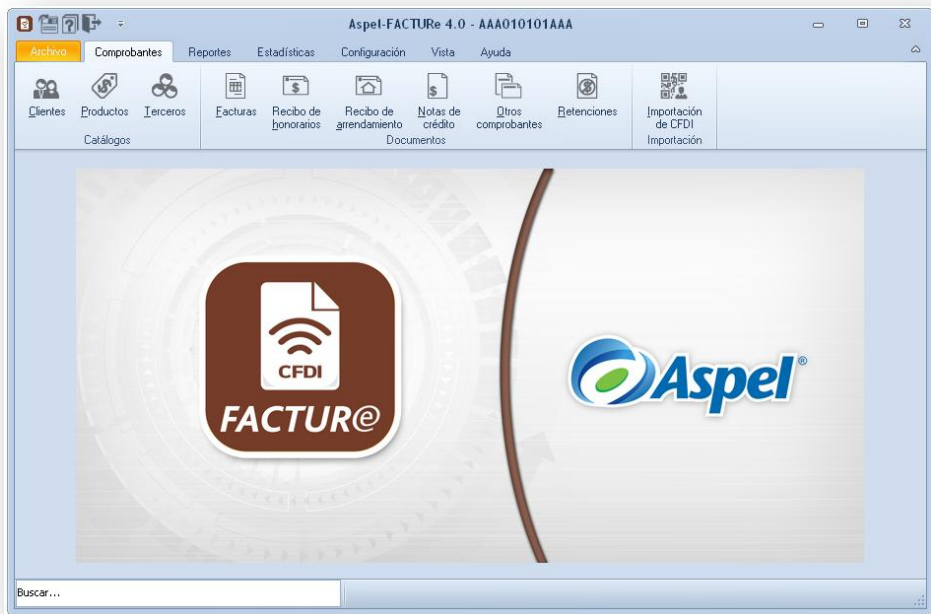 Aspel-FACTURe 4.0 - AAA010101AAA
Archivo Comprobantes Reportes Estadísticas Configuración Vista Ayuda
Clientes Productos Terceros Facturas Recibo de honorarios Recibo de arrendamiento Notas de crédito Otros comprobantes Retenciones Importación de CFDI
Catálogos Documentos Importación
CFDI
FACTUR@
Aspel®
Buscar...